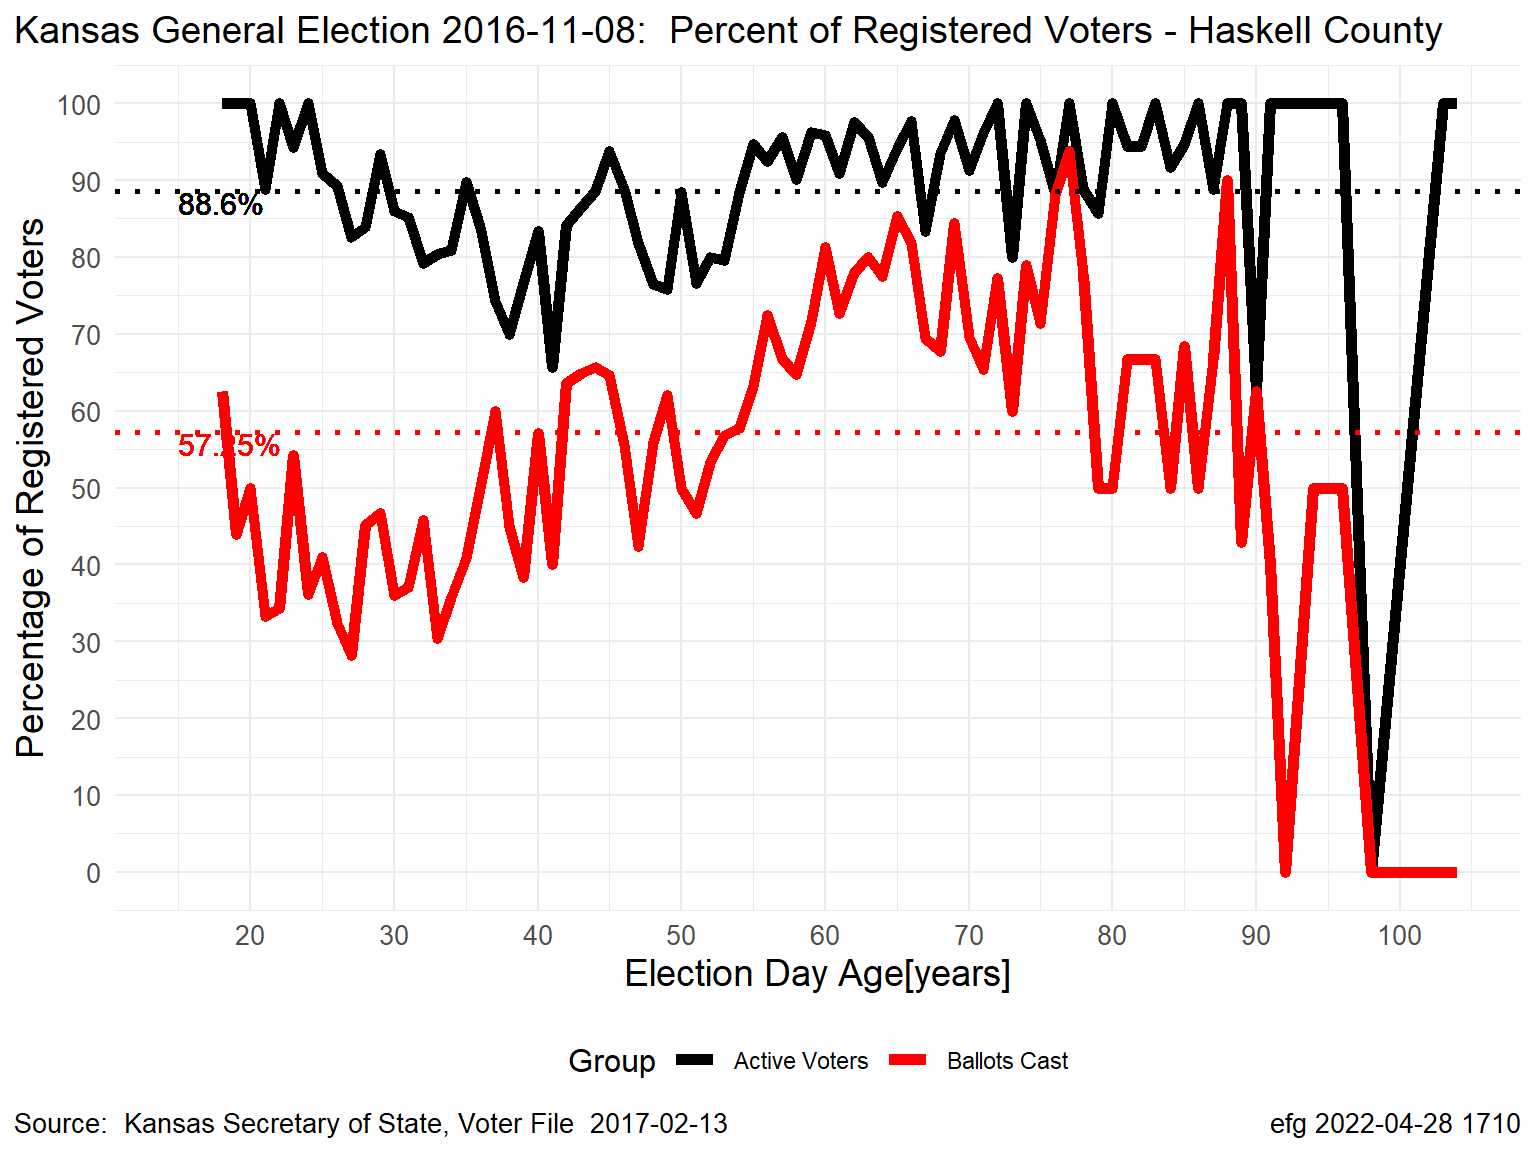 Kansas General Election 2016-11-08:  Percent of Registered Voters - Haskell County
Percentage of Registered Voters
100
90
80
70
60
50
40
30
20
10
0
88.6%
57.25%
20 30 40 50 60 70 80 90 100
Election Day Age[years]
Group Active Voters Ballots Cast
Source:  Kansas Secretary of State, Voter File  2017-02-13
efg 2022-04-28 1710